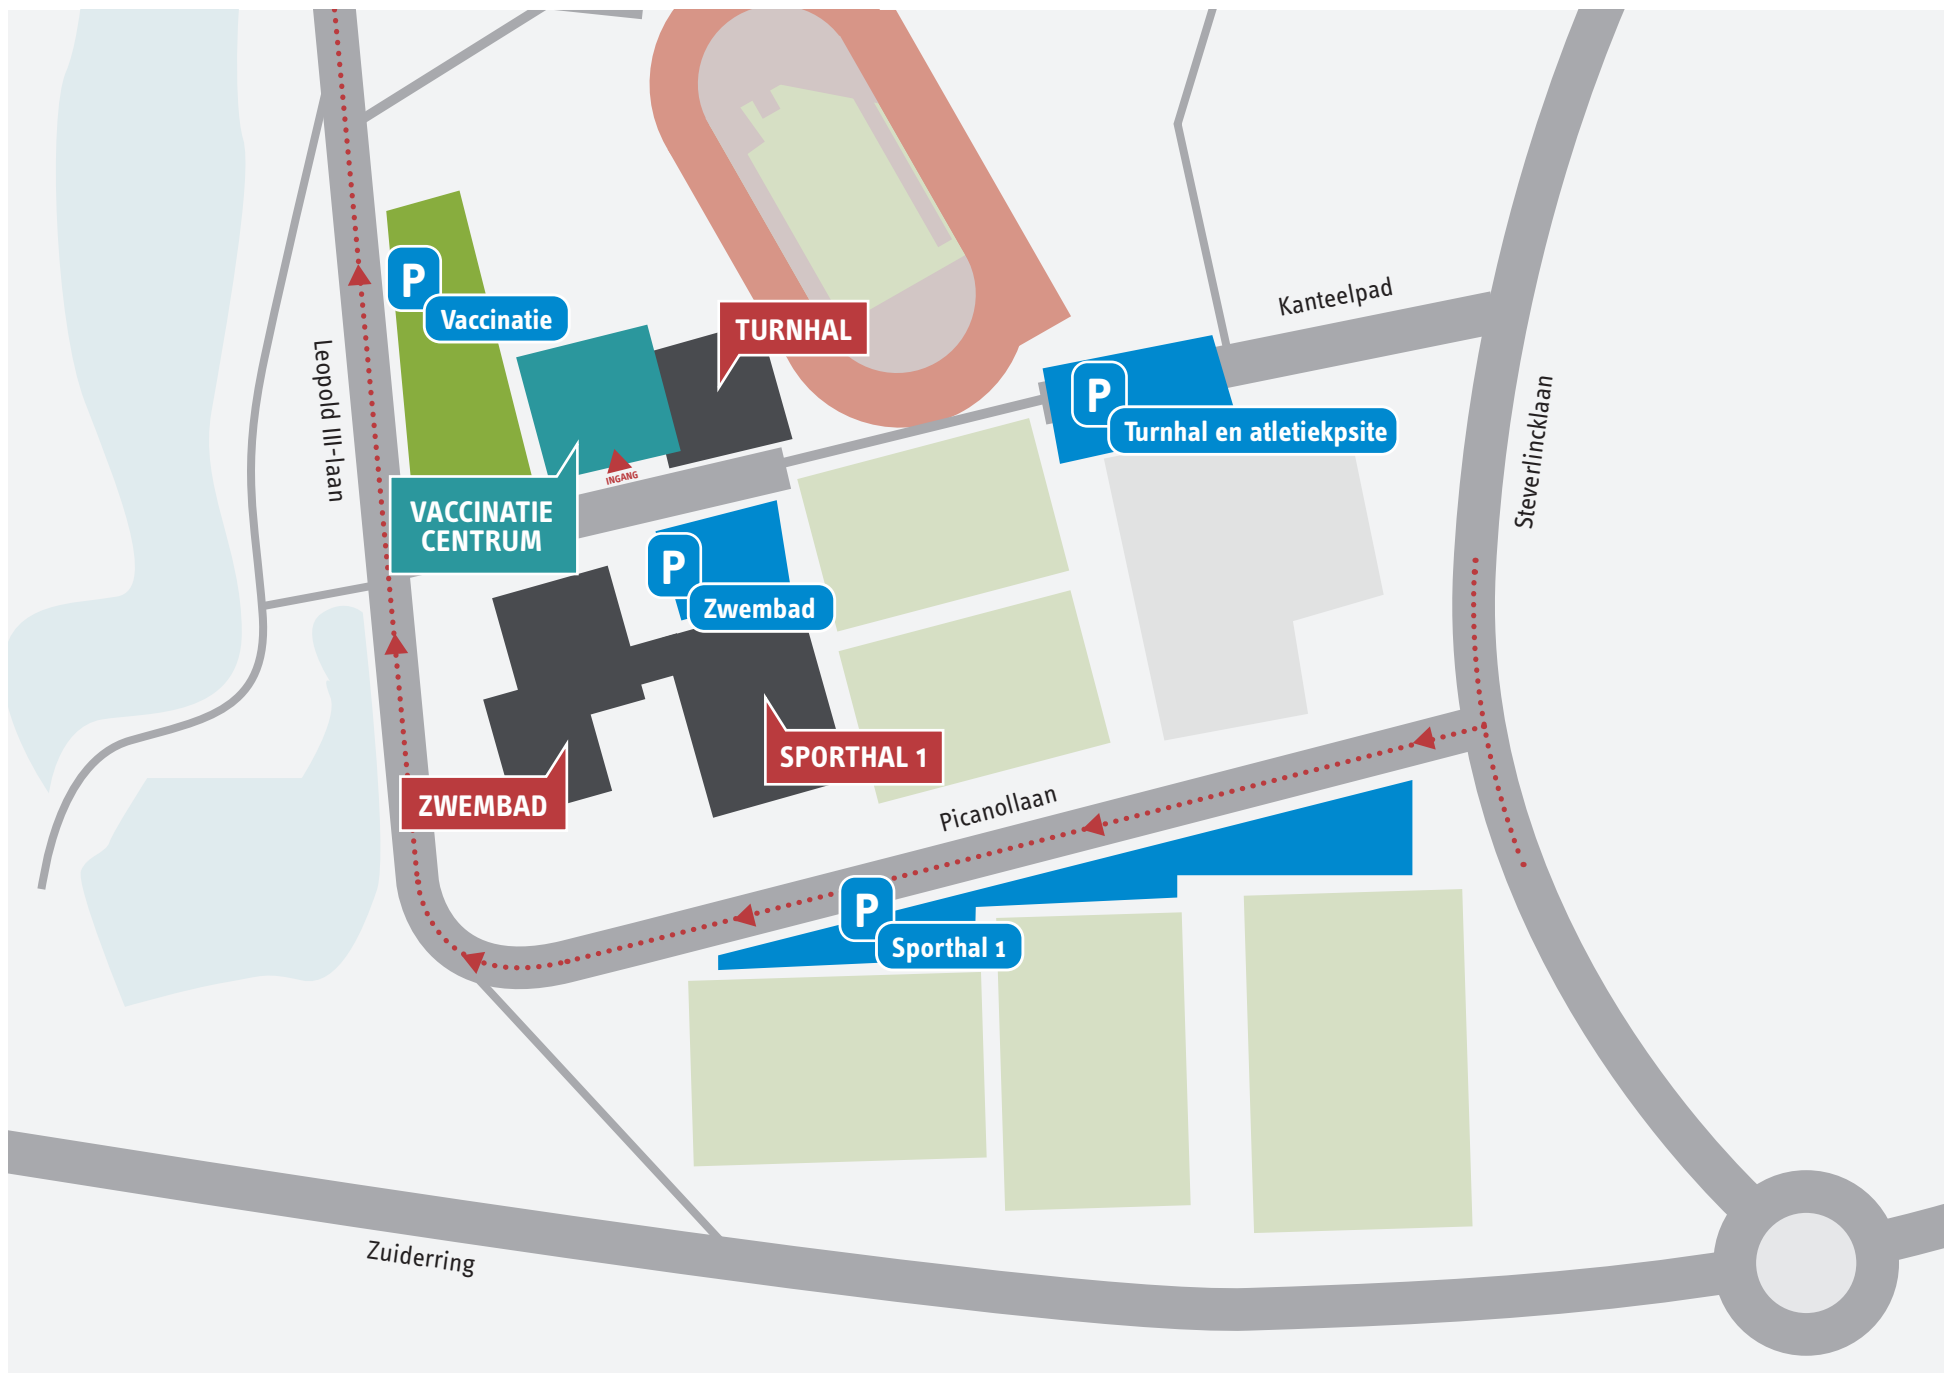 Kanteelpad
P
Vaccinatie
TURNHAL
Leopold III-laan
P
Turnhal en atletiekpsite
Steverlincklaan
INGANG
VACCINATIE
CENTRUM
P
Zwembad
SPORTHAL 1
ZWEMBAD
Picanollaan
P
Sporthal 1
Zuiderring